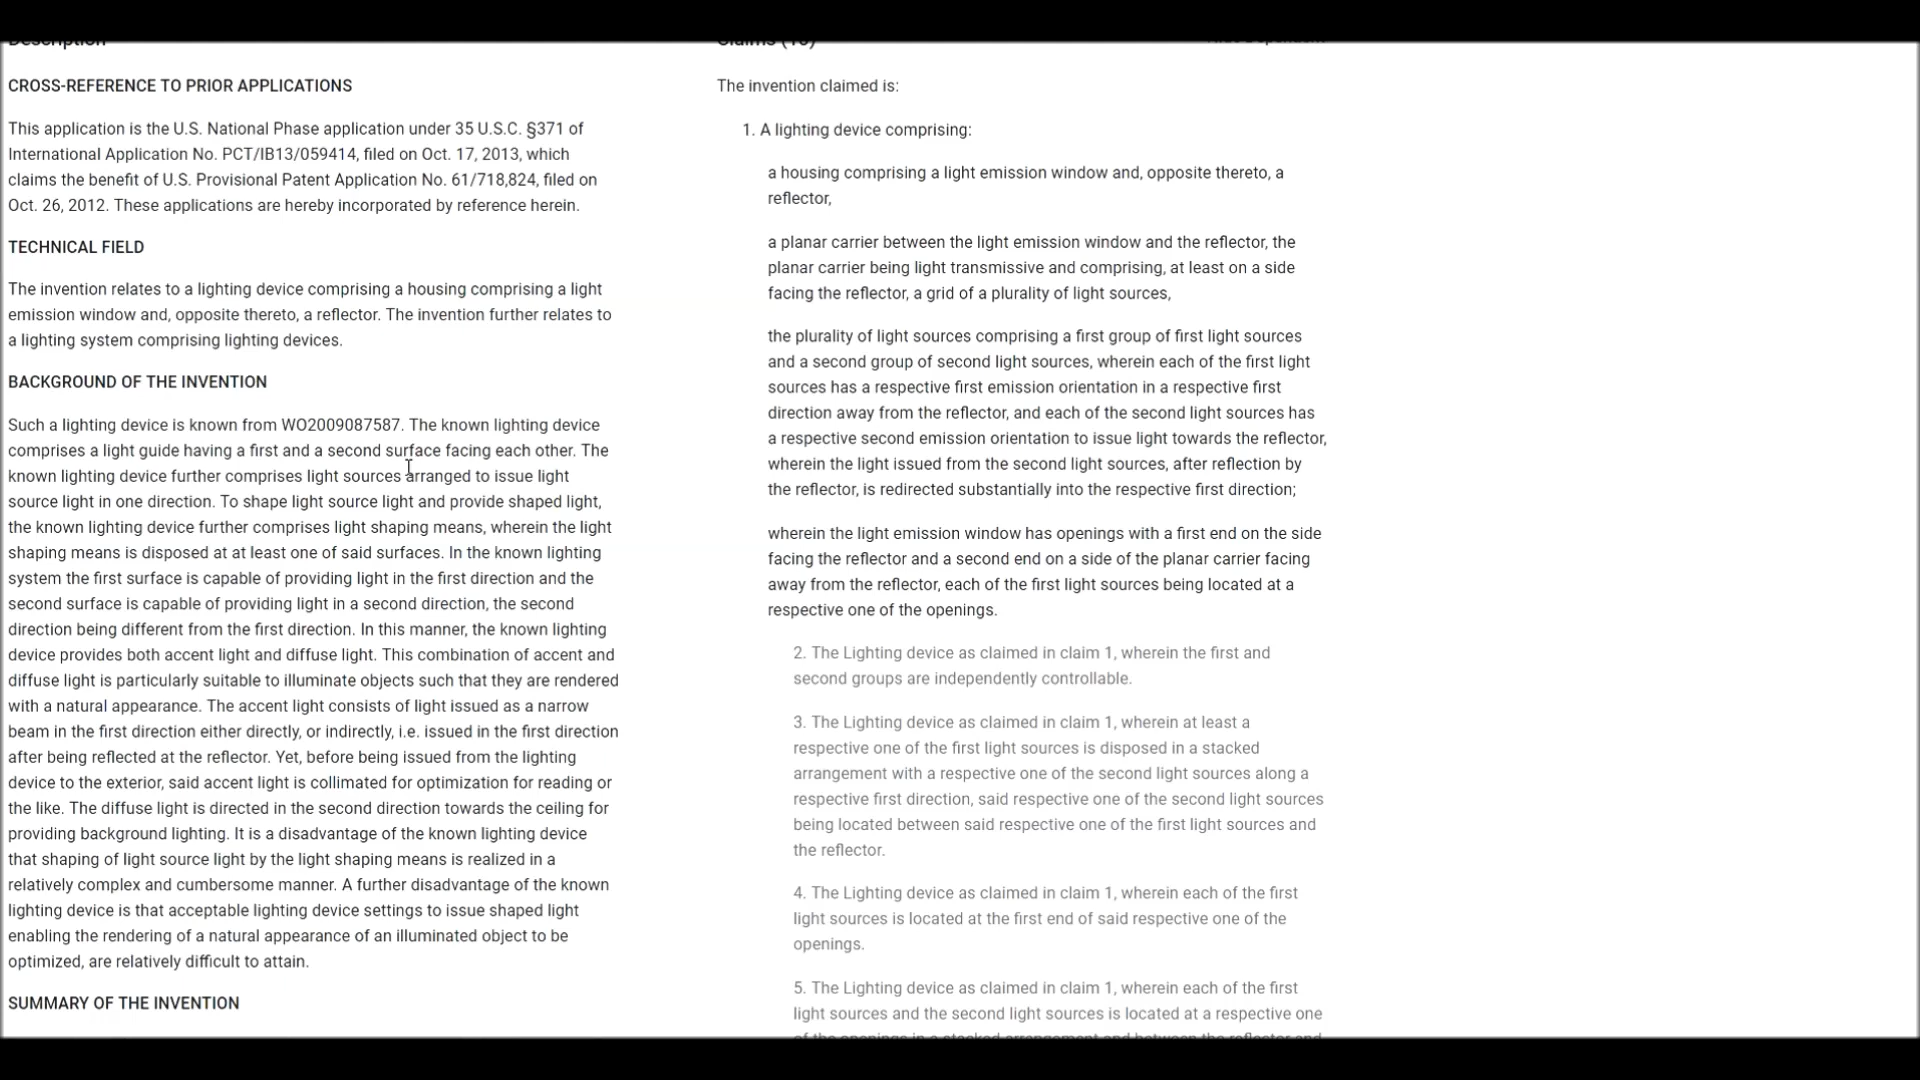 Description
CROSS-REFERENCE TO PRIOR APPLICATIONS
This application is the U.S. National Phase application under 35 U.S.C. §371 of
International Application No. PCT/IB13/059414, filed on Oct. 17, 2013, which
claims the benefit of U.S. Provisional Patent Application No. 61/718,824, filed on
Oct. 26, 2012. These applications are hereby incorporated by reference herein.
TECHNICAL FIELD
The invention relates to a lighting device comprising a housing comprising a light
emission window and, opposite thereto, a reflector. The invention further relates to
a lighting system comprising lighting devices.
BACKGROUND OF THE INVENTION
Such a lighting device is known from WO2009087587. The known lighting device
comprises a light guide having a first and a second surface facing each other. The
known lighting device further comprises light sources arranged to issue light
source light in one direction. To shape light source light and provide shaped light,
the known lighting device further comprises light shaping means, wherein the light
shaping means is disposed at at least one of said surfaces. In the known lighting
system the first surface is capable of providing light in the first direction and the
second surface is capable of providing light in a second direction, the second
direction being different from the first direction. In this manner, the known lighting
device provides both accent light and diffuse light. This combination of accent and
diffuse light is particularly suitable to illuminate objects such that they are rendered
with a natural appearance. The accent light consists of light issued as a narrow
beam in the first direction either directly, or indirectly, i.e. issued in the first direction
after being reflected at the reflector. Yet, before being issued from the lighting
device to the exterior, said accent light is collimated for optimization for reading or
the like. The diffuse light is directed in the second direction towards the ceiling for
providing background lighting. It is a disadvantage of the known lighting device
that shaping of light source light by the light shaping means is realized in a
relatively complex and cumbersome manner. A further disadvantage of the known
lighting device is that acceptable lighting device settings to issue shaped light
enabling the rendering of a natural appearance of an illuminated object to be
optimized, are relatively difficult to attain.
SUMMARY OF THE INVENTION
The invention claimed is:
1. A lighting device comprising:
a housing comprising a light emission window and, opposite thereto, a
reflector,
a planar carrier between the light emission window and the reflector, the
planar carrier being light transmissive and comprising, at least on a side
facing the reflector, a grid of a plurality of light sources,
the plurality of light sources comprising a first group of first light sources
and a second group of second light sources, wherein each of the first light
sources has a respective first emission orientation in a respective first
direction away from the reflector, and each of the second light sources has
a respective second emission orientation to issue light towards the reflector,
wherein the light issued from the second light sources, after reflection by
the reflector, is redirected substantially into the respective first direction;
wherein the light emission window has openings with a first end on the side
facing the reflector and a second end on a side of the planar carrier facing
away from the reflector, each of the first light sources being located at a
respective one of the openings.
2. The Lighting device as claimed in claim 1, wherein the first and
second groups are independently controllable.
3. The Lighting device as claimed in claim 1, wherein at least a
respective one of the first light sources is disposed in a stacked
arrangement with a respective one of the second light sources along a
respective first direction, said respective one of the second light sources
being located between said respective one of the first light sources and
the reflector.
4. The Lighting device as claimed in claim 1, wherein each of the first
light sources is located at the first end of said respective one of the
openings.
5. The Lighting device as claimed in claim 1, wherein each of the first
light sources and the second light sources is located at a respective one
of the openings in a stacked arrangement and between the reflector and